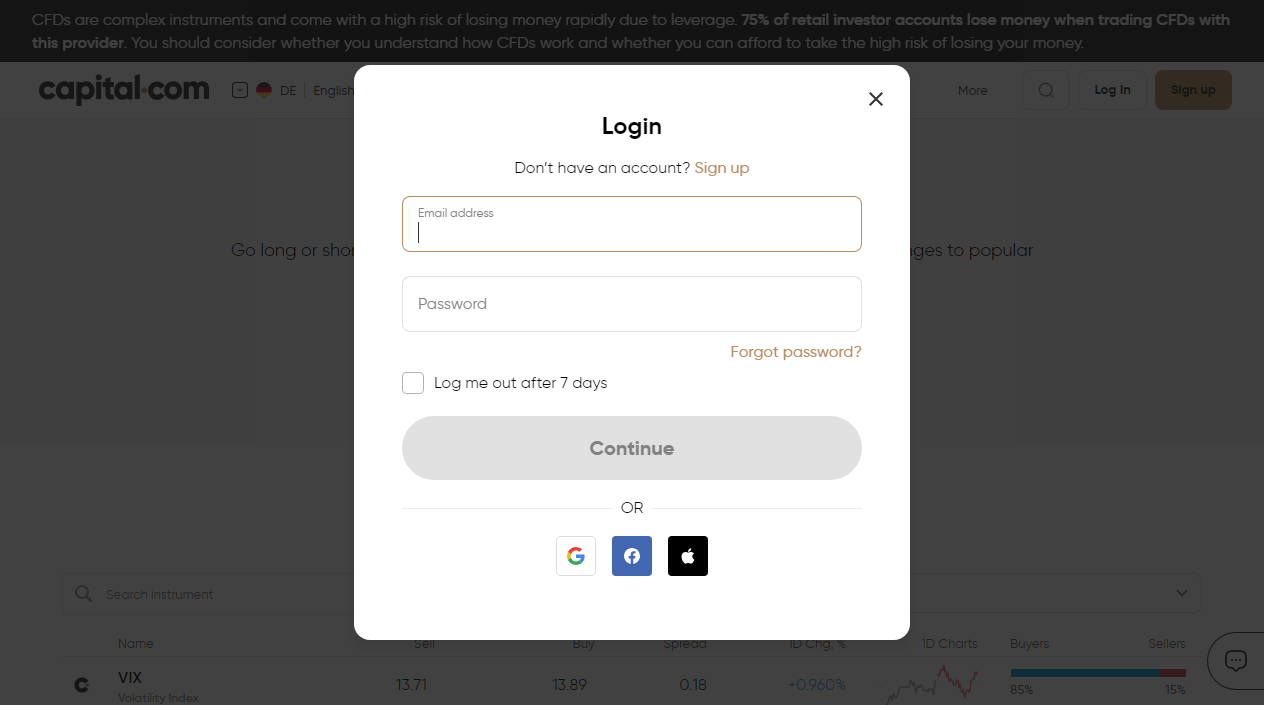 CFDs are complex instruments and come with a high risk of losing money rapidly due to leverage. 75% of retail investor accounts lose money when trading CFDs with
this provider. You should consider whether you understand how CFDs work and whether you can afford to take the high risk of losing your money.
capital.com DE English More Log In Sign up
Login
Don't have an account? Sign up
Email address
Go long or nges to popular
Password
Forgot password?
Log me out after 7 days
Continue
OR
Search instrument
Name Sell Buy Spread 1D Chg, % 1D Charts Buyers Sellers
VIX 13.71 13.89 0.18 +0.960% 85% 15%
Volatility Index